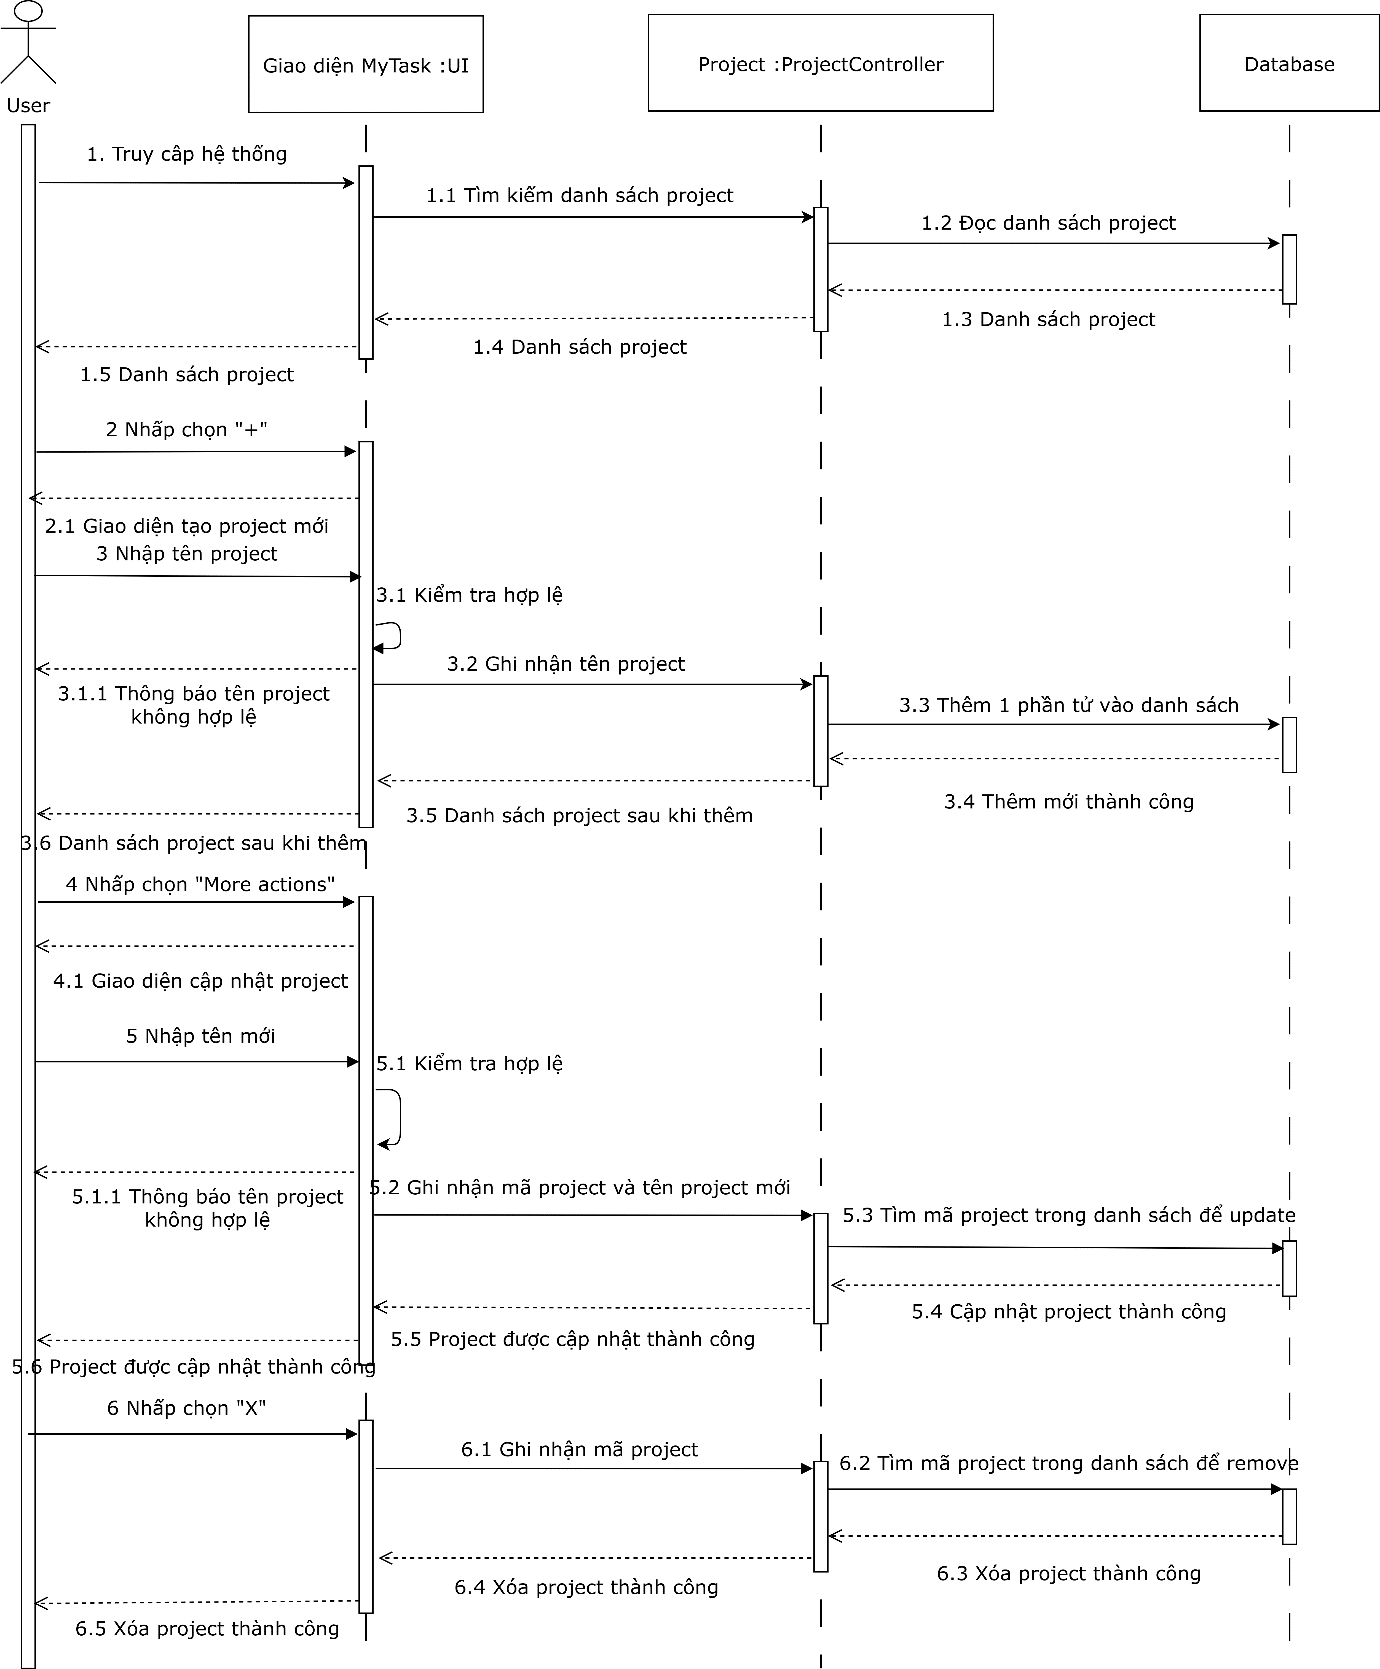 User
Giao diện MyTask :UI
Project :ProjectController
Database
1. Truy câp hệ thống
1.1 Tìm kiếm danh sách project
1.2 Đọc danh sách project
1.3 Danh sách project
1.4 Danh sách project
1.5 Danh sách project
2 Nhấp chọn "+"
2.1 Giao diện tạo project mới
3 Nhập tên project
3.1 Kiểm tra hợp lệ
3.2 Ghi nhận tên project
3.1.1 Thông báo tên project
không hợp lệ
3.3 Thêm 1 phần tử vào danh sách
3.4 Thêm mới thành công
3.5 Danh sách project sau khi thêm
3.6 Danh sách project sau khi thêm
4 Nhấp chọn "More actions"
4.1 Giao diện cập nhật project
5 Nhập tên mới
5.1 Kiểm tra hợp lệ
5.1.1 Thông báo tên project
không hợp lệ
5.2 Ghi nhận mã project và tên project mới
5.3 Tìm mã project trong danh sách để update
5.4 Cập nhật project thành công
5.5 Project được cập nhật thành công
5.6 Project được cập nhật thành công
6 Nhấp chọn "X"
6.1 Ghi nhận mã project
6.2 Tìm mã project trong danh sách để remove
6.3 Xóa project thành công
6.4 Xóa project thành công
6.5 Xóa project thành công